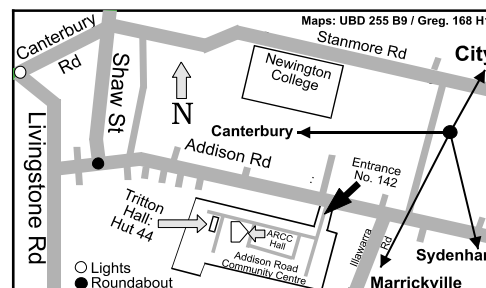 Maps: UBD 255 B9 / Greg. 168 H1
Canterbury
Rd
Stanmore Rd
City
Shaw St
Newington
College
N
Canterbury
Addison Rd
Livingstone Rd
Entrance
No. 142
Tritton
Hall:
Hut 44
ARCC
Hall
Illawarra
Rd
Addison Road
Community Centre
Sydenham
Lights
Roundabout
Marrickville